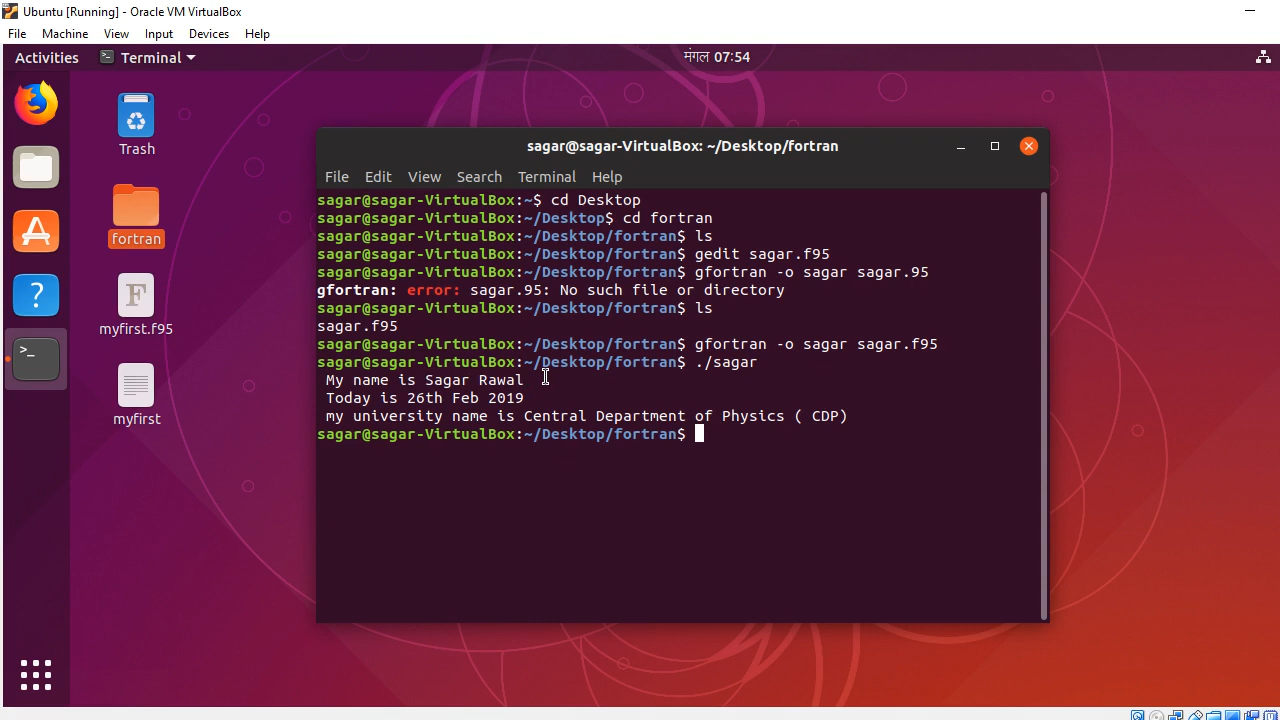 Ubuntu [Running] - Oracle VM VirtualBox
File Machine View Input Devices Help
Activities Terminal मंगल 07:54
Trash
fortran
myfirst.f95
myfirst
sagar@sagar-VirtualBox: ~/Desktop/fortran
File Edit View Search Terminal Help
sagar@sagar-VirtualBox:~$ cd Desktop
sagar@sagar-VirtualBox:~/Desktop$ cd fortran
sagar@sagar-VirtualBox:~/Desktop/fortran$ ls
sagar@sagar-VirtualBox:~/Desktop/fortran$ gedit sagar.f95
sagar@sagar-VirtualBox:~/Desktop/fortran$ gfortran -o sagar sagar.95
gfortran: error: sagar.95: No such file or directory
sagar@sagar-VirtualBox:~/Desktop/fortran$ ls
sagar.f95
sagar@sagar-VirtualBox:~/Desktop/fortran$ gfortran -o sagar sagar.f95
sagar@sagar-VirtualBox:~/Desktop/fortran$ ./sagar
My name is Sagar Rawal
Today is 26th Feb 2019
my university name is Central Department of Physics ( CDP)
sagar@sagar-VirtualBox:~/Desktop/fortran$